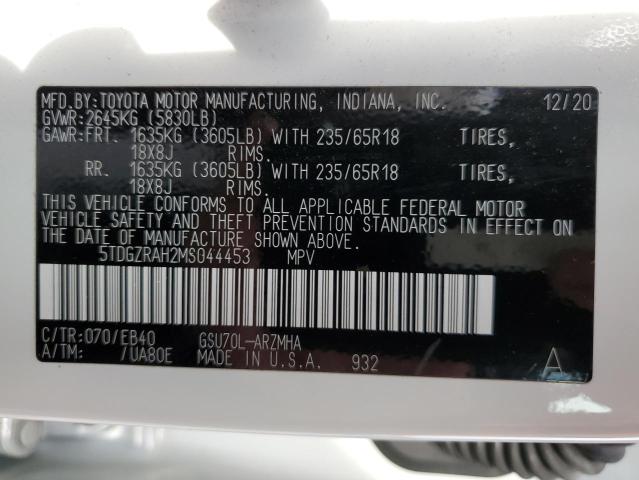 MFD.BY:TOYOTA MOTOR MANUFACTURING, INDIANA, INC. 12/20
GVWR:2645KG (5830LB)
GAWR:FRT. 1635KG (3605LB) WITH 235/65R18 TIRES,
18X8J RIMS.
RR. 1635KG (3605LB) WITH 235/65R18 TIRES,
18X8J RIMS.
THIS VEHICLE CONFORMS TO ALL APPLICABLE FEDERAL MOTOR
VEHICLE SAFETY AND THEFT PREVENTION STANDARDS IN EFFECT ON
THE DATE OF MANUFACTURE SHOWN ABOVE.
5TDGZRAH2MS044453 MPV
C/TR:070/EB40 GSU70L-ARZMHA
A/TM: /UA80E MADE IN U.S.A. 932 A